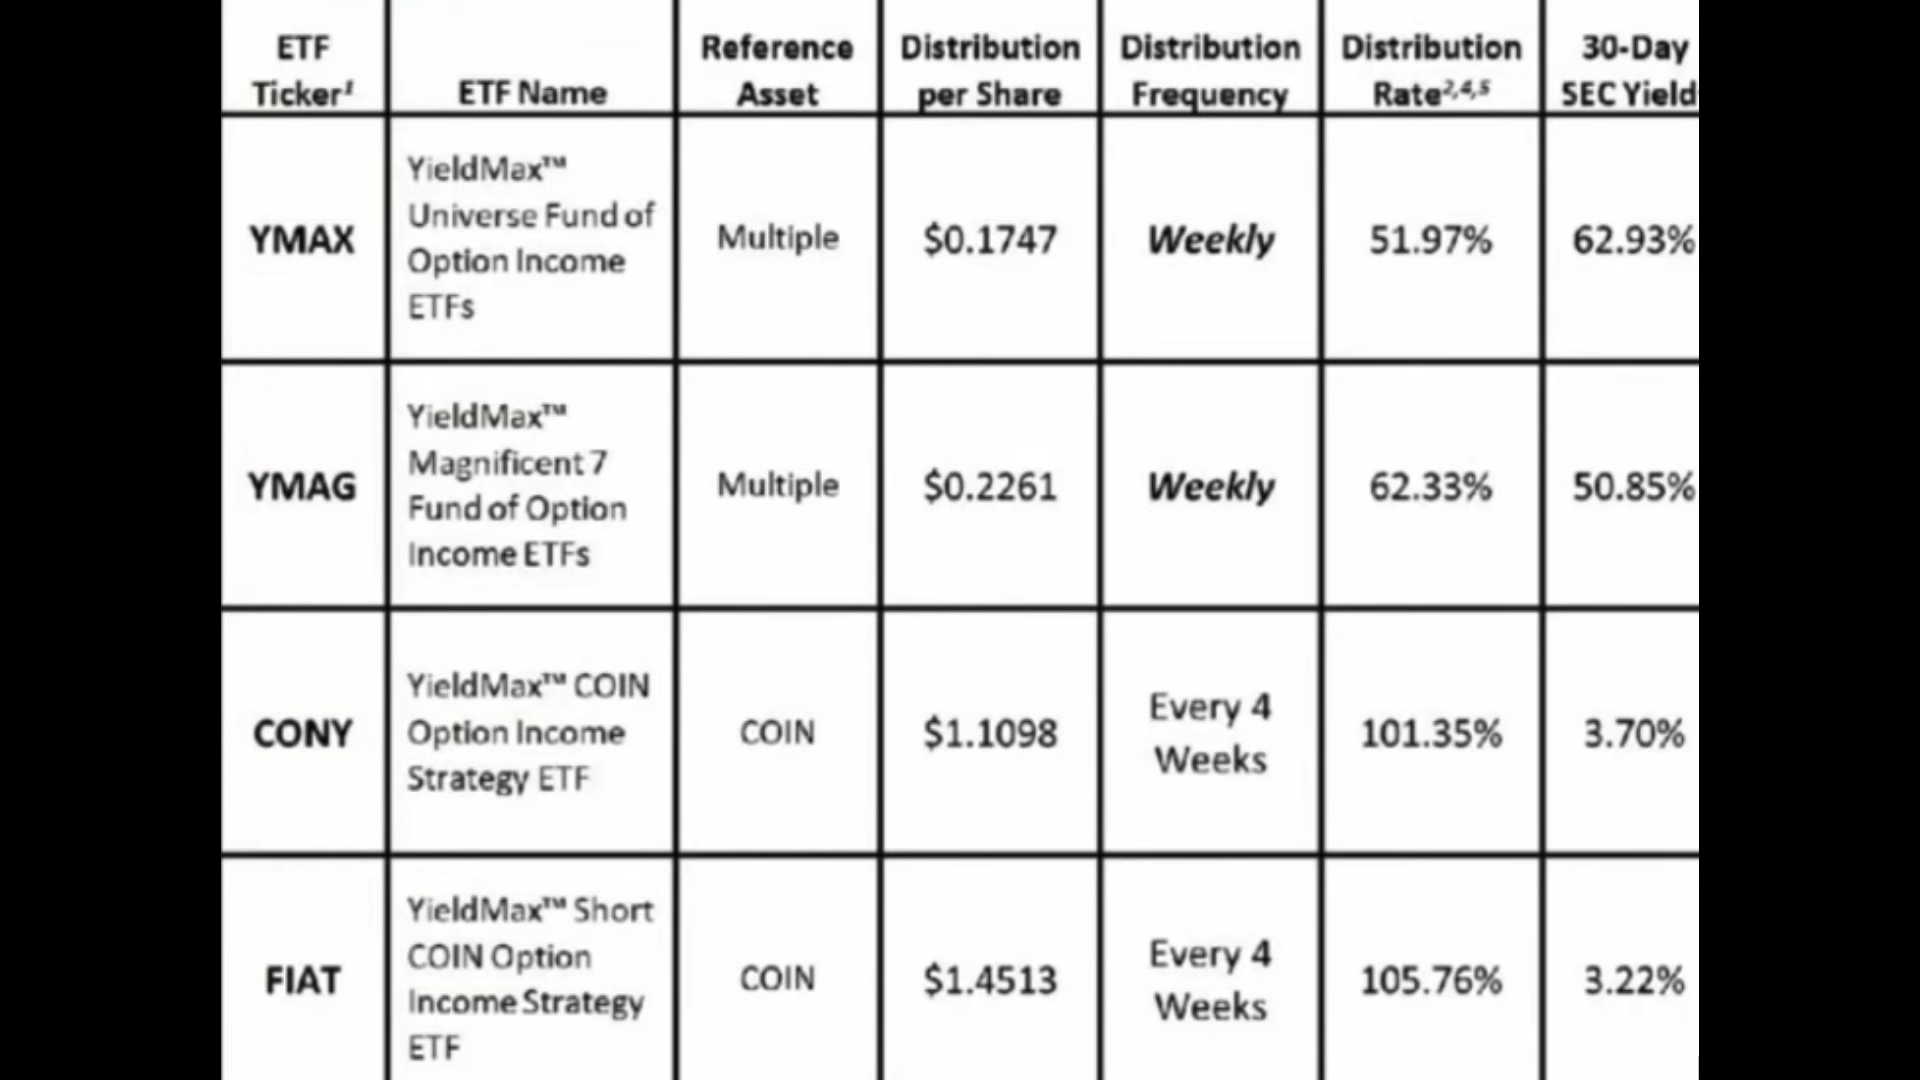 ETF Ticker¹
ETF Name
Reference Asset
Distribution per Share
Distribution Frequency
Distribution Rate²,⁴,⁵
30-Day SEC Yield
YMAX
YieldMax™
Universe Fund of
Option Income
ETFs
Multiple
$0.1747
Weekly
51.97%
62.93%
YMAG
YieldMax™
Magnificent 7
Fund of Option
Income ETFs
Multiple
$0.2261
Weekly
62.33%
50.85%
CONY
YieldMax™ COIN
Option Income
Strategy ETF
COIN
$1.1098
Every 4
Weeks
101.35%
3.70%
FIAT
YieldMax™ Short
COIN Option
Income Strategy
ETF
COIN
$1.4513
Every 4
Weeks
105.76%
3.22%